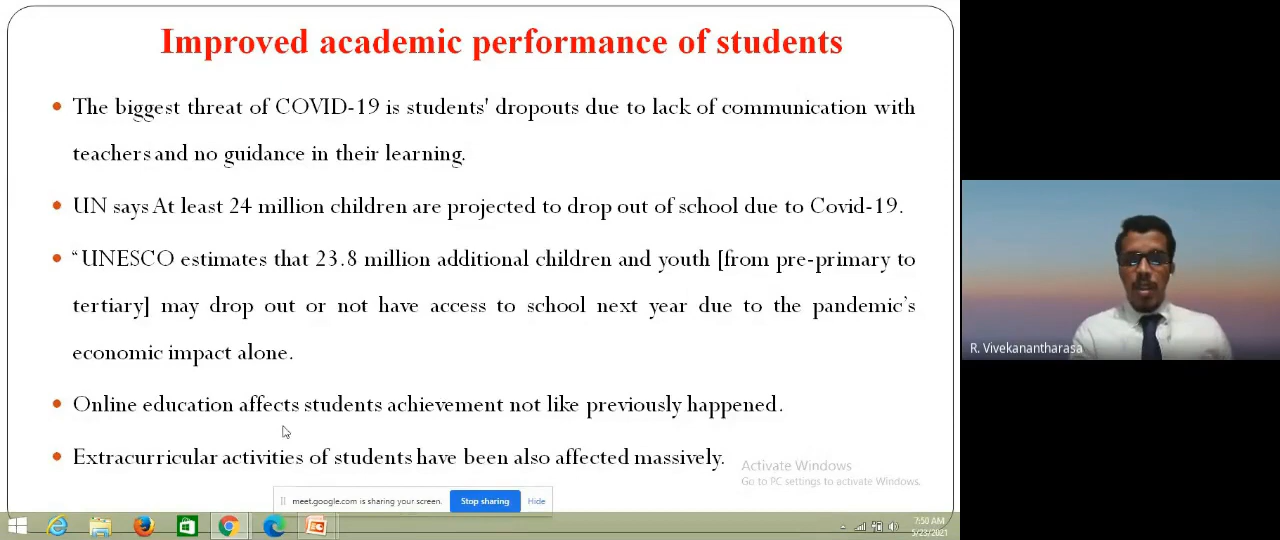 Improved academic performance of students
• The biggest threat of COVID-19 is students' dropouts due to lack of communication with
teachers and no guidance in their learning.
• UN says At least 24 million children are projected to drop out of school due to Covid-19.
• “UNESCO estimates that 23.8 million additional children and youth [from pre-primary to
tertiary] may drop out or not have access to school next year due to the pandemic’s
economic impact alone.
• Online education affects students achievement not like previously happened.
• Extracurricular activities of students have been also affected massively.
Activate Windows
Go to PC settings to activate Windows.
meet.google.com is sharing your screen. Stop sharing Hide
7:50 AM
5/23/2021
R. Vivekanantharasa